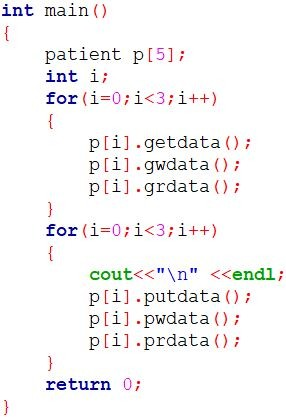 int main()
{
    patient p[5];
    int i;
    for(i=0;i<3;i++)
    {
        p[i].getdata();
        p[i].gwdata();
        p[i].grdata();
    }
    for(i=0;i<3;i++)
    {
        cout<<"\n" <<endl;
        p[i].putdata();
        p[i].pwdata();
        p[i].prdata();
    }
    return 0;
}